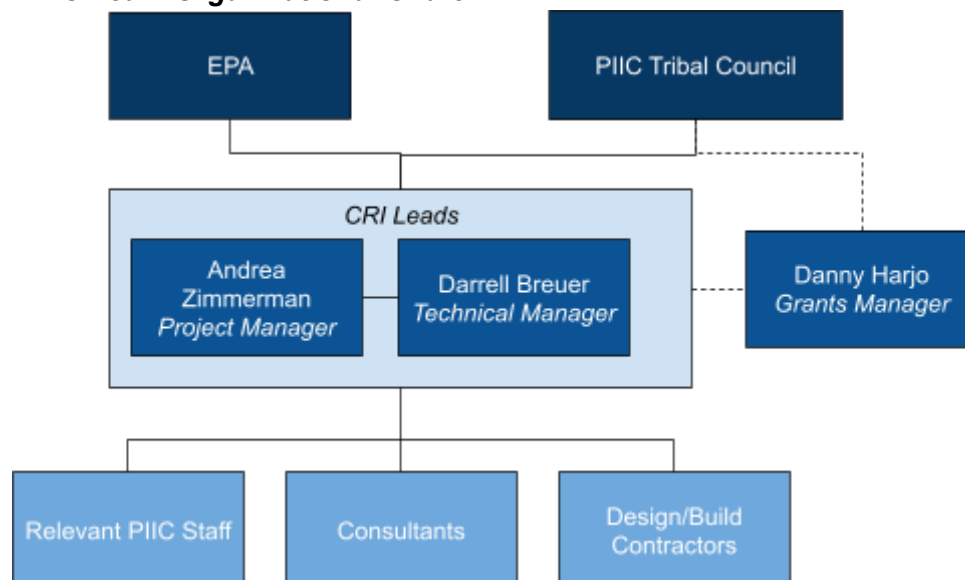 EPA
PIIC Tribal Council
CRI Leads
Andrea
Zimmerman
Project Manager
Darrell Breuer
Technical Manager
Danny Harjo
Grants Manager
Relevant PIIC Staff
Consultants
Design/Build
Contractors